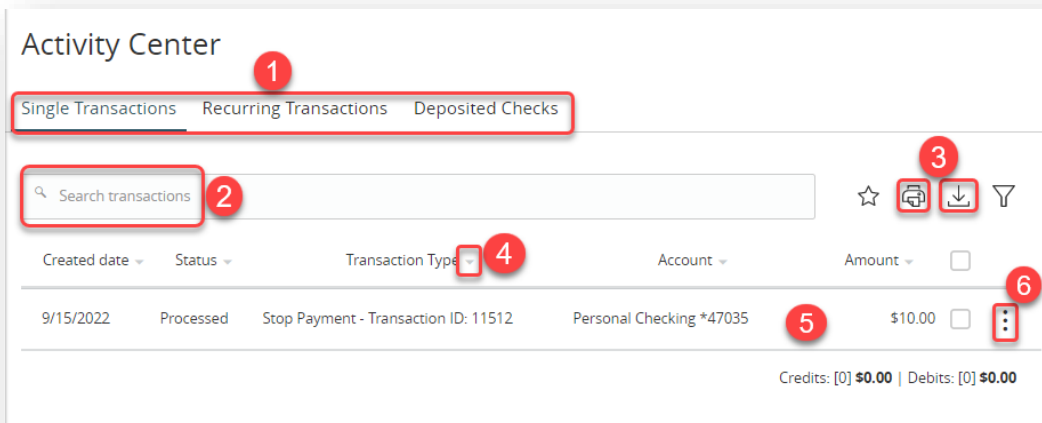 Activity Center
1
Single Transactions Recurring Transactions Deposited Checks
3
Search transactions 2
4
Created date Status Transaction Type Account Amount
6
9/15/2022 Processed Stop Payment - Transaction ID: 11512 Personal Checking *47035 5 $10.00
Credits: [0] $0.00 | Debits: [0] $0.00